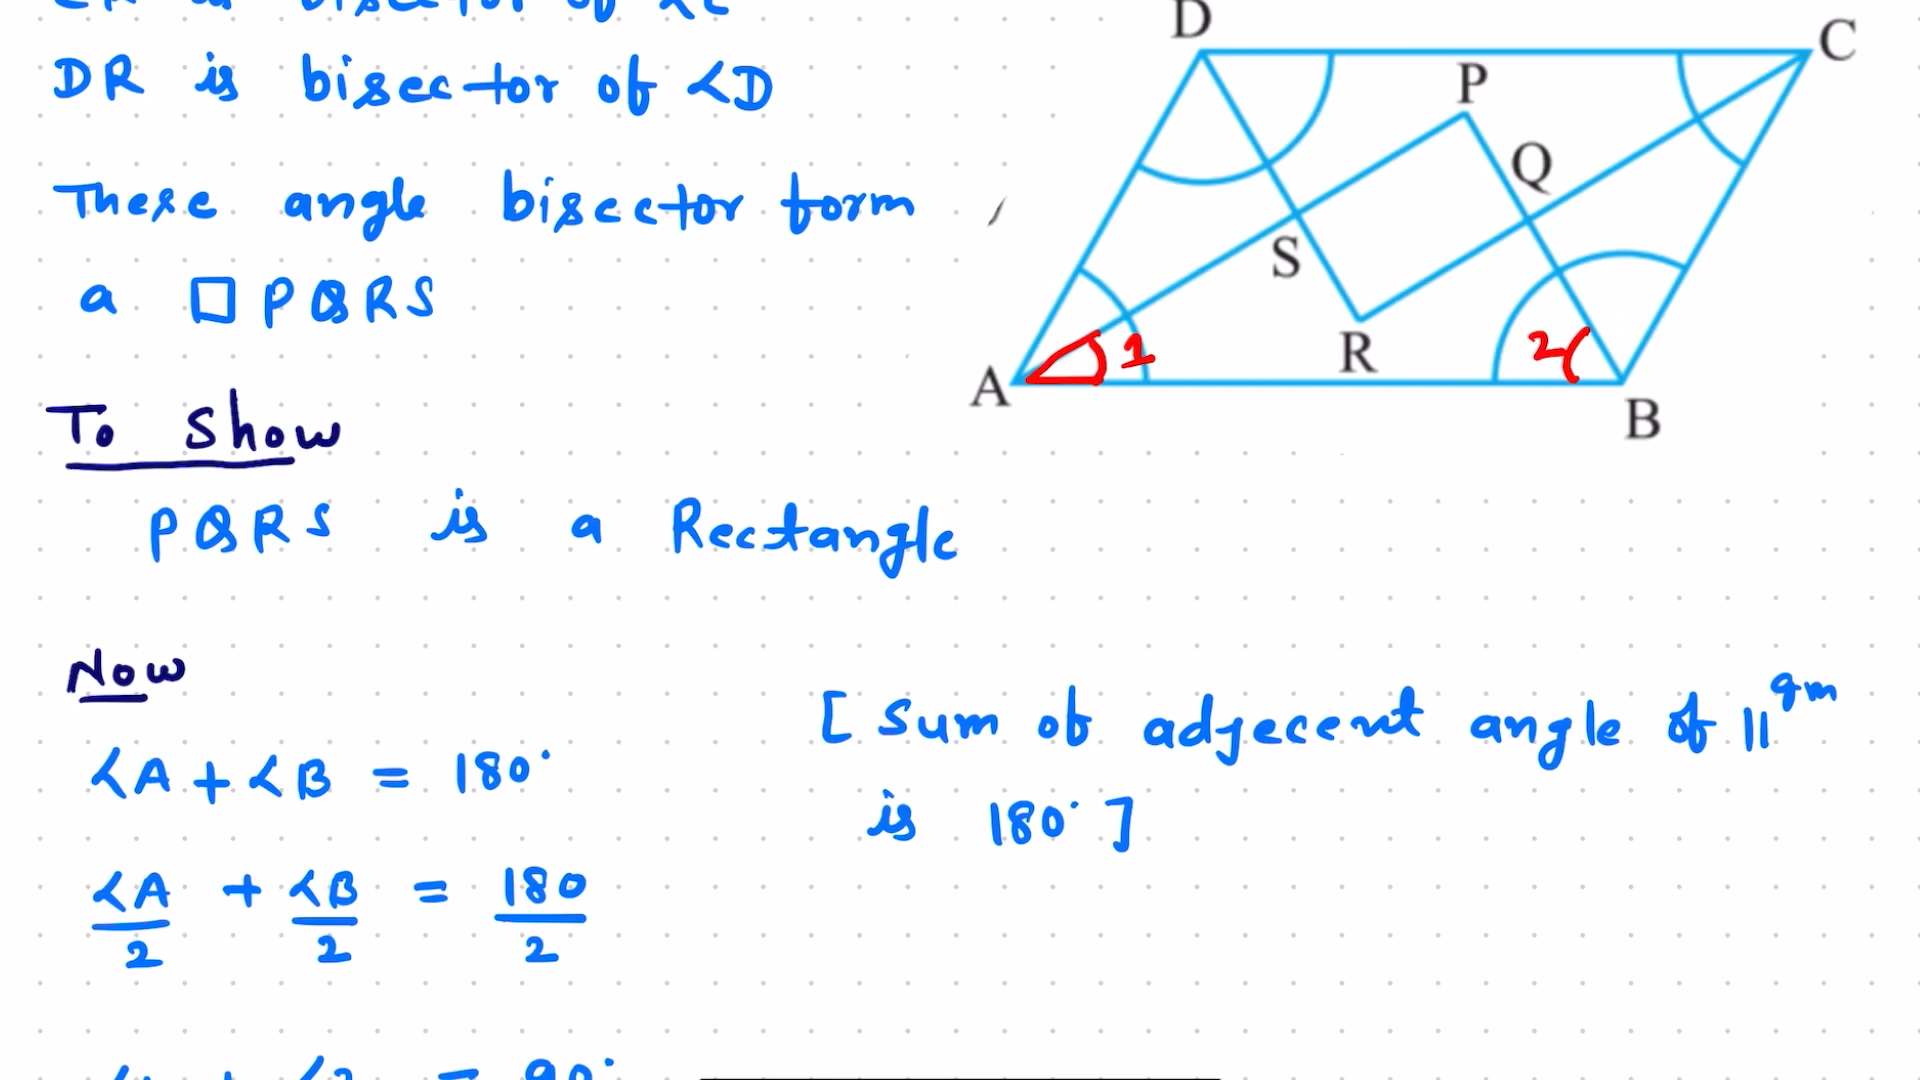 DR is bisector of ∠D
These angle bisector form
a □ PQRS
To show
PQRS is a Rectangle
Now
∠A + ∠B = 180°
[Sum of adjecent angle of ||gm
is 180°]
∠A/2 + ∠B/2 = 180/2
D
C
P
Q
S
R
A
1
2
B